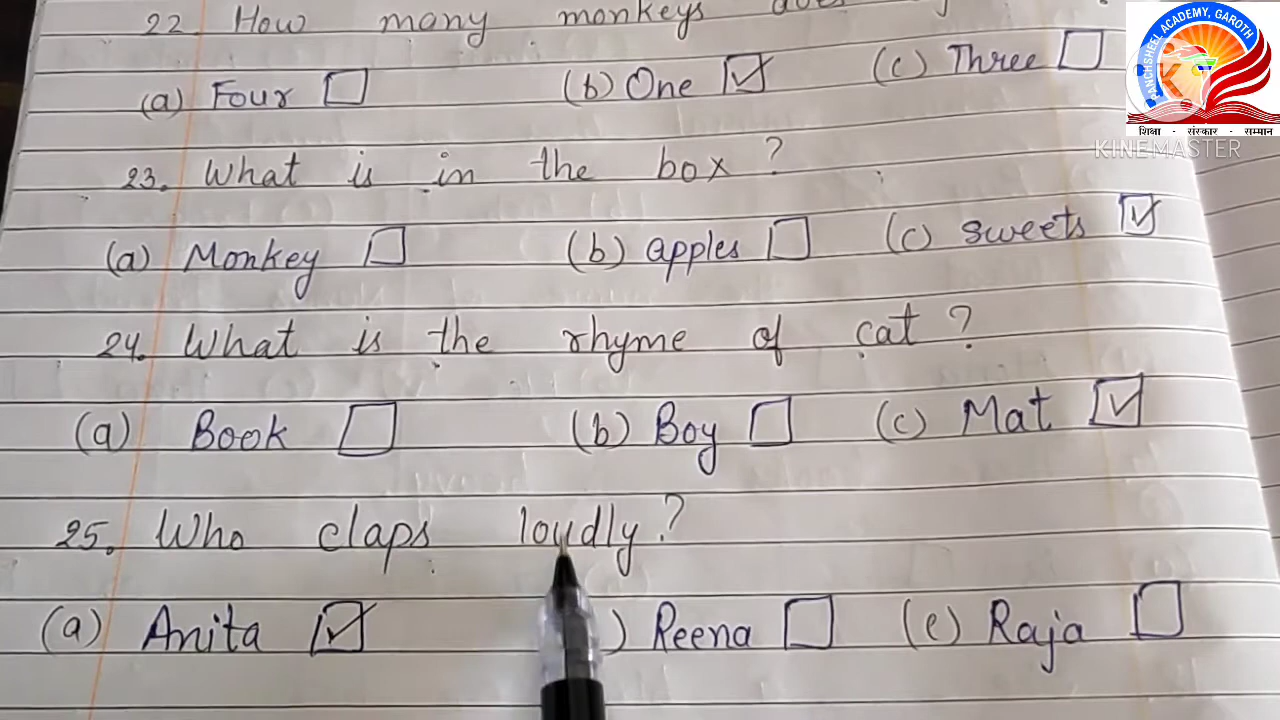 22. How many monkeys does
(a) Four (b) One ☑ (c) Three
23. What is in the box ?
(a) Monkey (b) apples (c) sweets ☑
24. What is the rhyme of cat ?
(a) Book (b) Boy (c) Mat ☑
25. Who claps loudly ?
(a) Anita ☑ ) Reena (c) Raja
PANCHSHEEL ACADEMY, GAROTH
शिक्षा - संस्कार - सम्मान
KINEMASTER